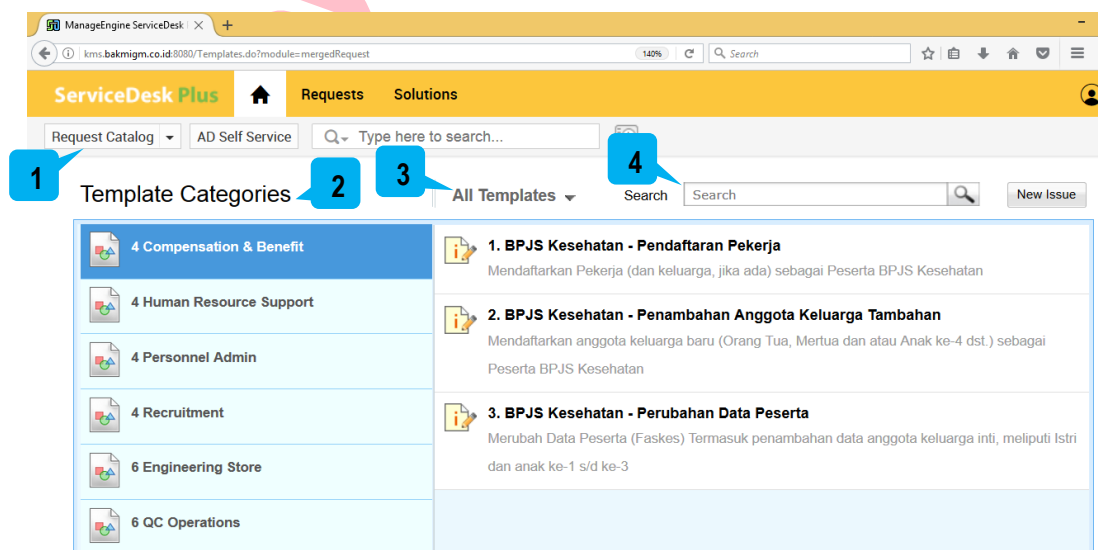 ManageEngine ServiceDesk
kms.bakmigm.co.id:8080/Templates.do?module=mergedRequest
140%
Search
ServiceDesk Plus
Requests
Solutions
Request Catalog
AD Self Service
Type here to search...
1
2
3
4
Template Categories
All Templates
Search
Search
New Issue
4 Compensation & Benefit
4 Human Resource Support
4 Personnel Admin
4 Recruitment
6 Engineering Store
6 QC Operations
1. BPJS Kesehatan - Pendaftaran Pekerja
Mendaftarkan Pekerja (dan keluarga, jika ada) sebagai Peserta BPJS Kesehatan
2. BPJS Kesehatan - Penambahan Anggota Keluarga Tambahan
Mendaftarkan anggota keluarga baru (Orang Tua, Mertua dan atau Anak ke-4 dst.) sebagai
Peserta BPJS Kesehatan
3. BPJS Kesehatan - Perubahan Data Peserta
Merubah Data Peserta (Faskes) Termasuk penambahan data anggota keluarga inti, meliputi Istri
dan anak ke-1 s/d ke-3